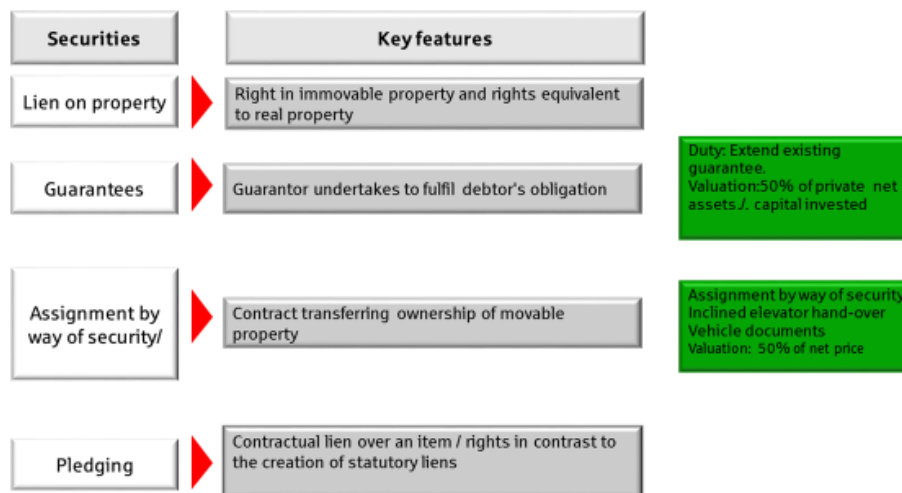 Securities
Key features
Lien on property
Right in immovable property and rights equivalent
to real property
Guarantees
Guarantor undertakes to fulfil debtor's obligation
Duty: Extend existing
guarantee.
Valuation:50% of private net
assets./. capital invested
Assignment by
way of security/
Contract transferring ownership of movable
property
Assignment by way of security
Inclined elevator hand-over
Vehicle documents
Valuation: 50% of net price
Pledging
Contractual lien over an item / rights in contrast to
the creation of statutory liens